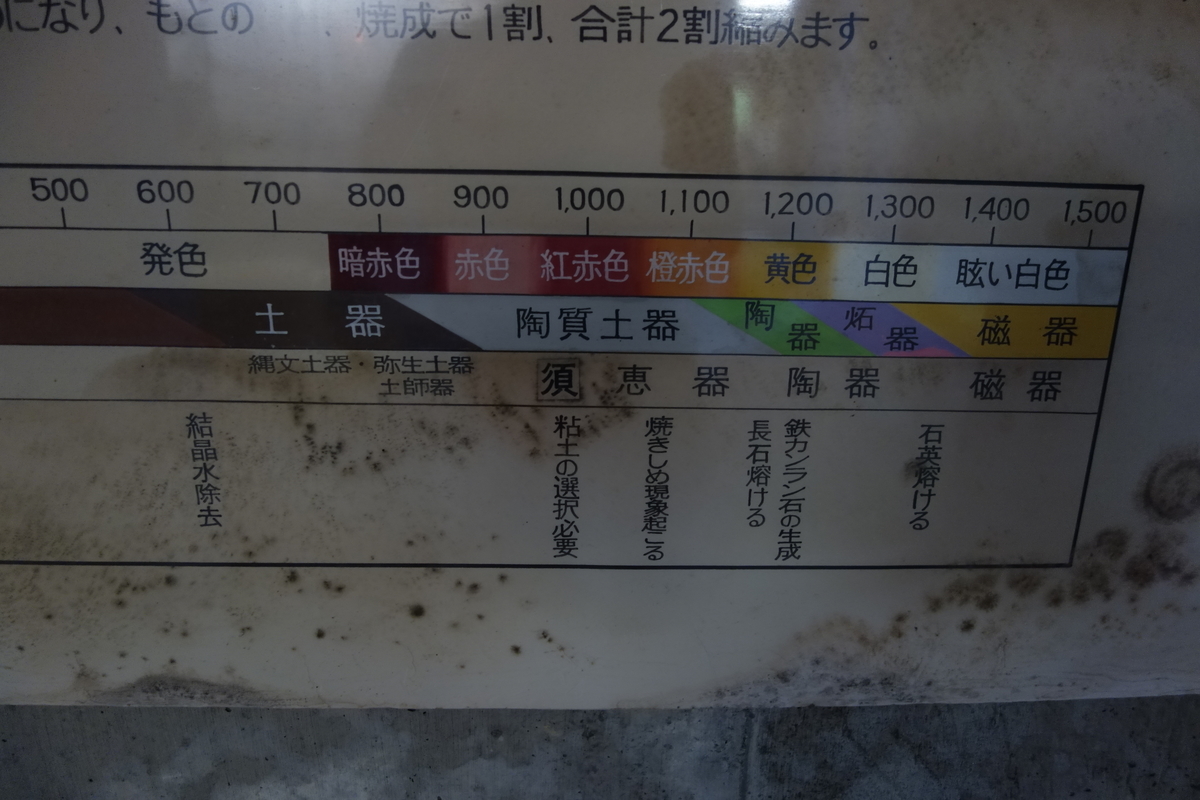 になり、もとの、焼成で1割、合計2割縮みます。
500 600 700 800 900 1,000 1,100 1,200 1,300 1,400 1,500
発色 暗赤色 赤色 紅赤色 橙赤色 黄色 白色 眩い白色
土器 陶質土器 陶器 炻器 磁器
縄文土器・弥生土器
土師器
須恵器 陶器 磁器
結晶水除去
粘土の選択必要
焼きしめ現象起こる
長石熔ける
鉄カンラン石の生成
石英熔ける